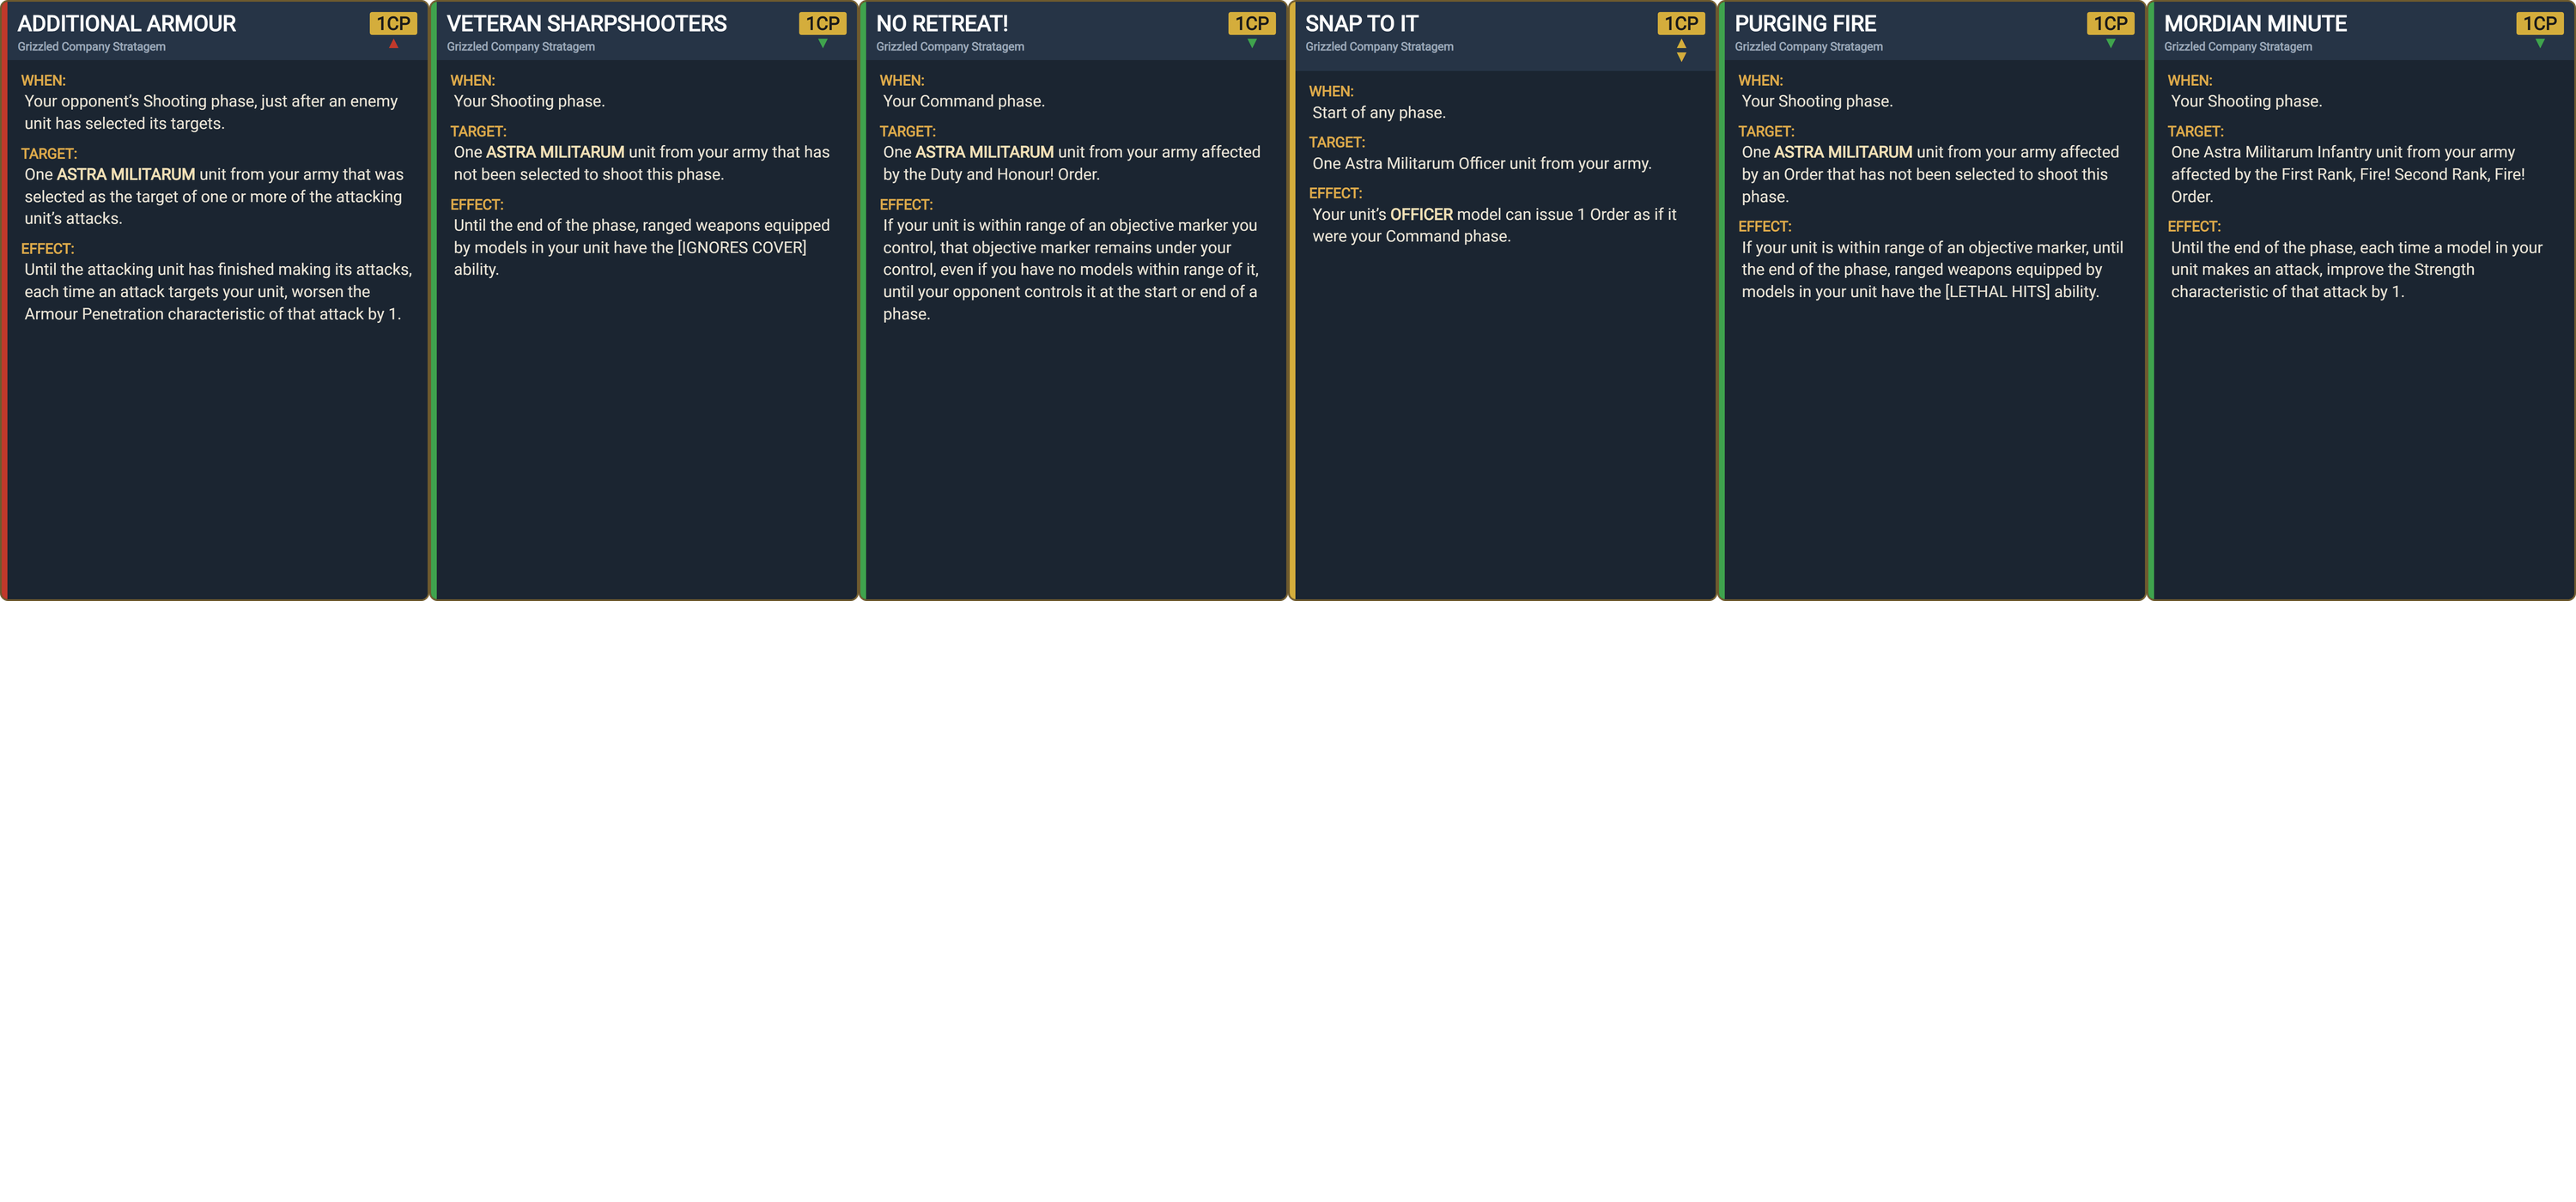 ADDITIONAL ARMOUR
1CP
Grizzled Company Stratagem
WHEN:
Your opponent’s Shooting phase, just after an enemy
unit has selected its targets.
TARGET:
One ASTRA MILITARUM unit from your army that was
selected as the target of one or more of the attacking
unit’s attacks.
EFFECT:
Until the attacking unit has finished making its attacks,
each time an attack targets your unit, worsen the
Armour Penetration characteristic of that attack by 1.
VETERAN SHARPSHOOTERS
1CP
Grizzled Company Stratagem
WHEN:
Your Shooting phase.
TARGET:
One ASTRA MILITARUM unit from your army that has
not been selected to shoot this phase.
EFFECT:
Until the end of the phase, ranged weapons equipped
by models in your unit have the [IGNORES COVER]
ability.
NO RETREAT!
1CP
Grizzled Company Stratagem
WHEN:
Your Command phase.
TARGET:
One ASTRA MILITARUM unit from your army affected
by the Duty and Honour! Order.
EFFECT:
If your unit is within range of an objective marker you
control, that objective marker remains under your
control, even if you have no models within range of it,
until your opponent controls it at the start or end of a
phase.
SNAP TO IT
1CP
Grizzled Company Stratagem
WHEN:
Start of any phase.
TARGET:
One Astra Militarum Officer unit from your army.
EFFECT:
Your unit’s OFFICER model can issue 1 Order as if it
were your Command phase.
PURGING FIRE
1CP
Grizzled Company Stratagem
WHEN:
Your Shooting phase.
TARGET:
One ASTRA MILITARUM unit from your army affected
by an Order that has not been selected to shoot this
phase.
EFFECT:
If your unit is within range of an objective marker, until
the end of the phase, ranged weapons equipped by
models in your unit have the [LETHAL HITS] ability.
MORDIAN MINUTE
1CP
Grizzled Company Stratagem
WHEN:
Your Shooting phase.
TARGET:
One Astra Militarum Infantry unit from your army
affected by the First Rank, Fire! Second Rank, Fire!
Order.
EFFECT:
Until the end of the phase, each time a model in your
unit makes an attack, improve the Strength
characteristic of that attack by 1.